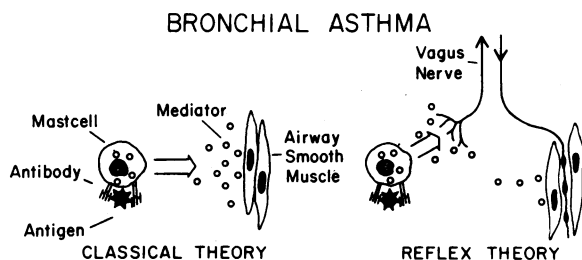 BRONCHIAL ASTHMA
Vagus
Nerve
Mediator
Mastcell
Airway
Smooth
Muscle
Antibody
Antigen
CLASSICAL THEORY
REFLEX THEORY